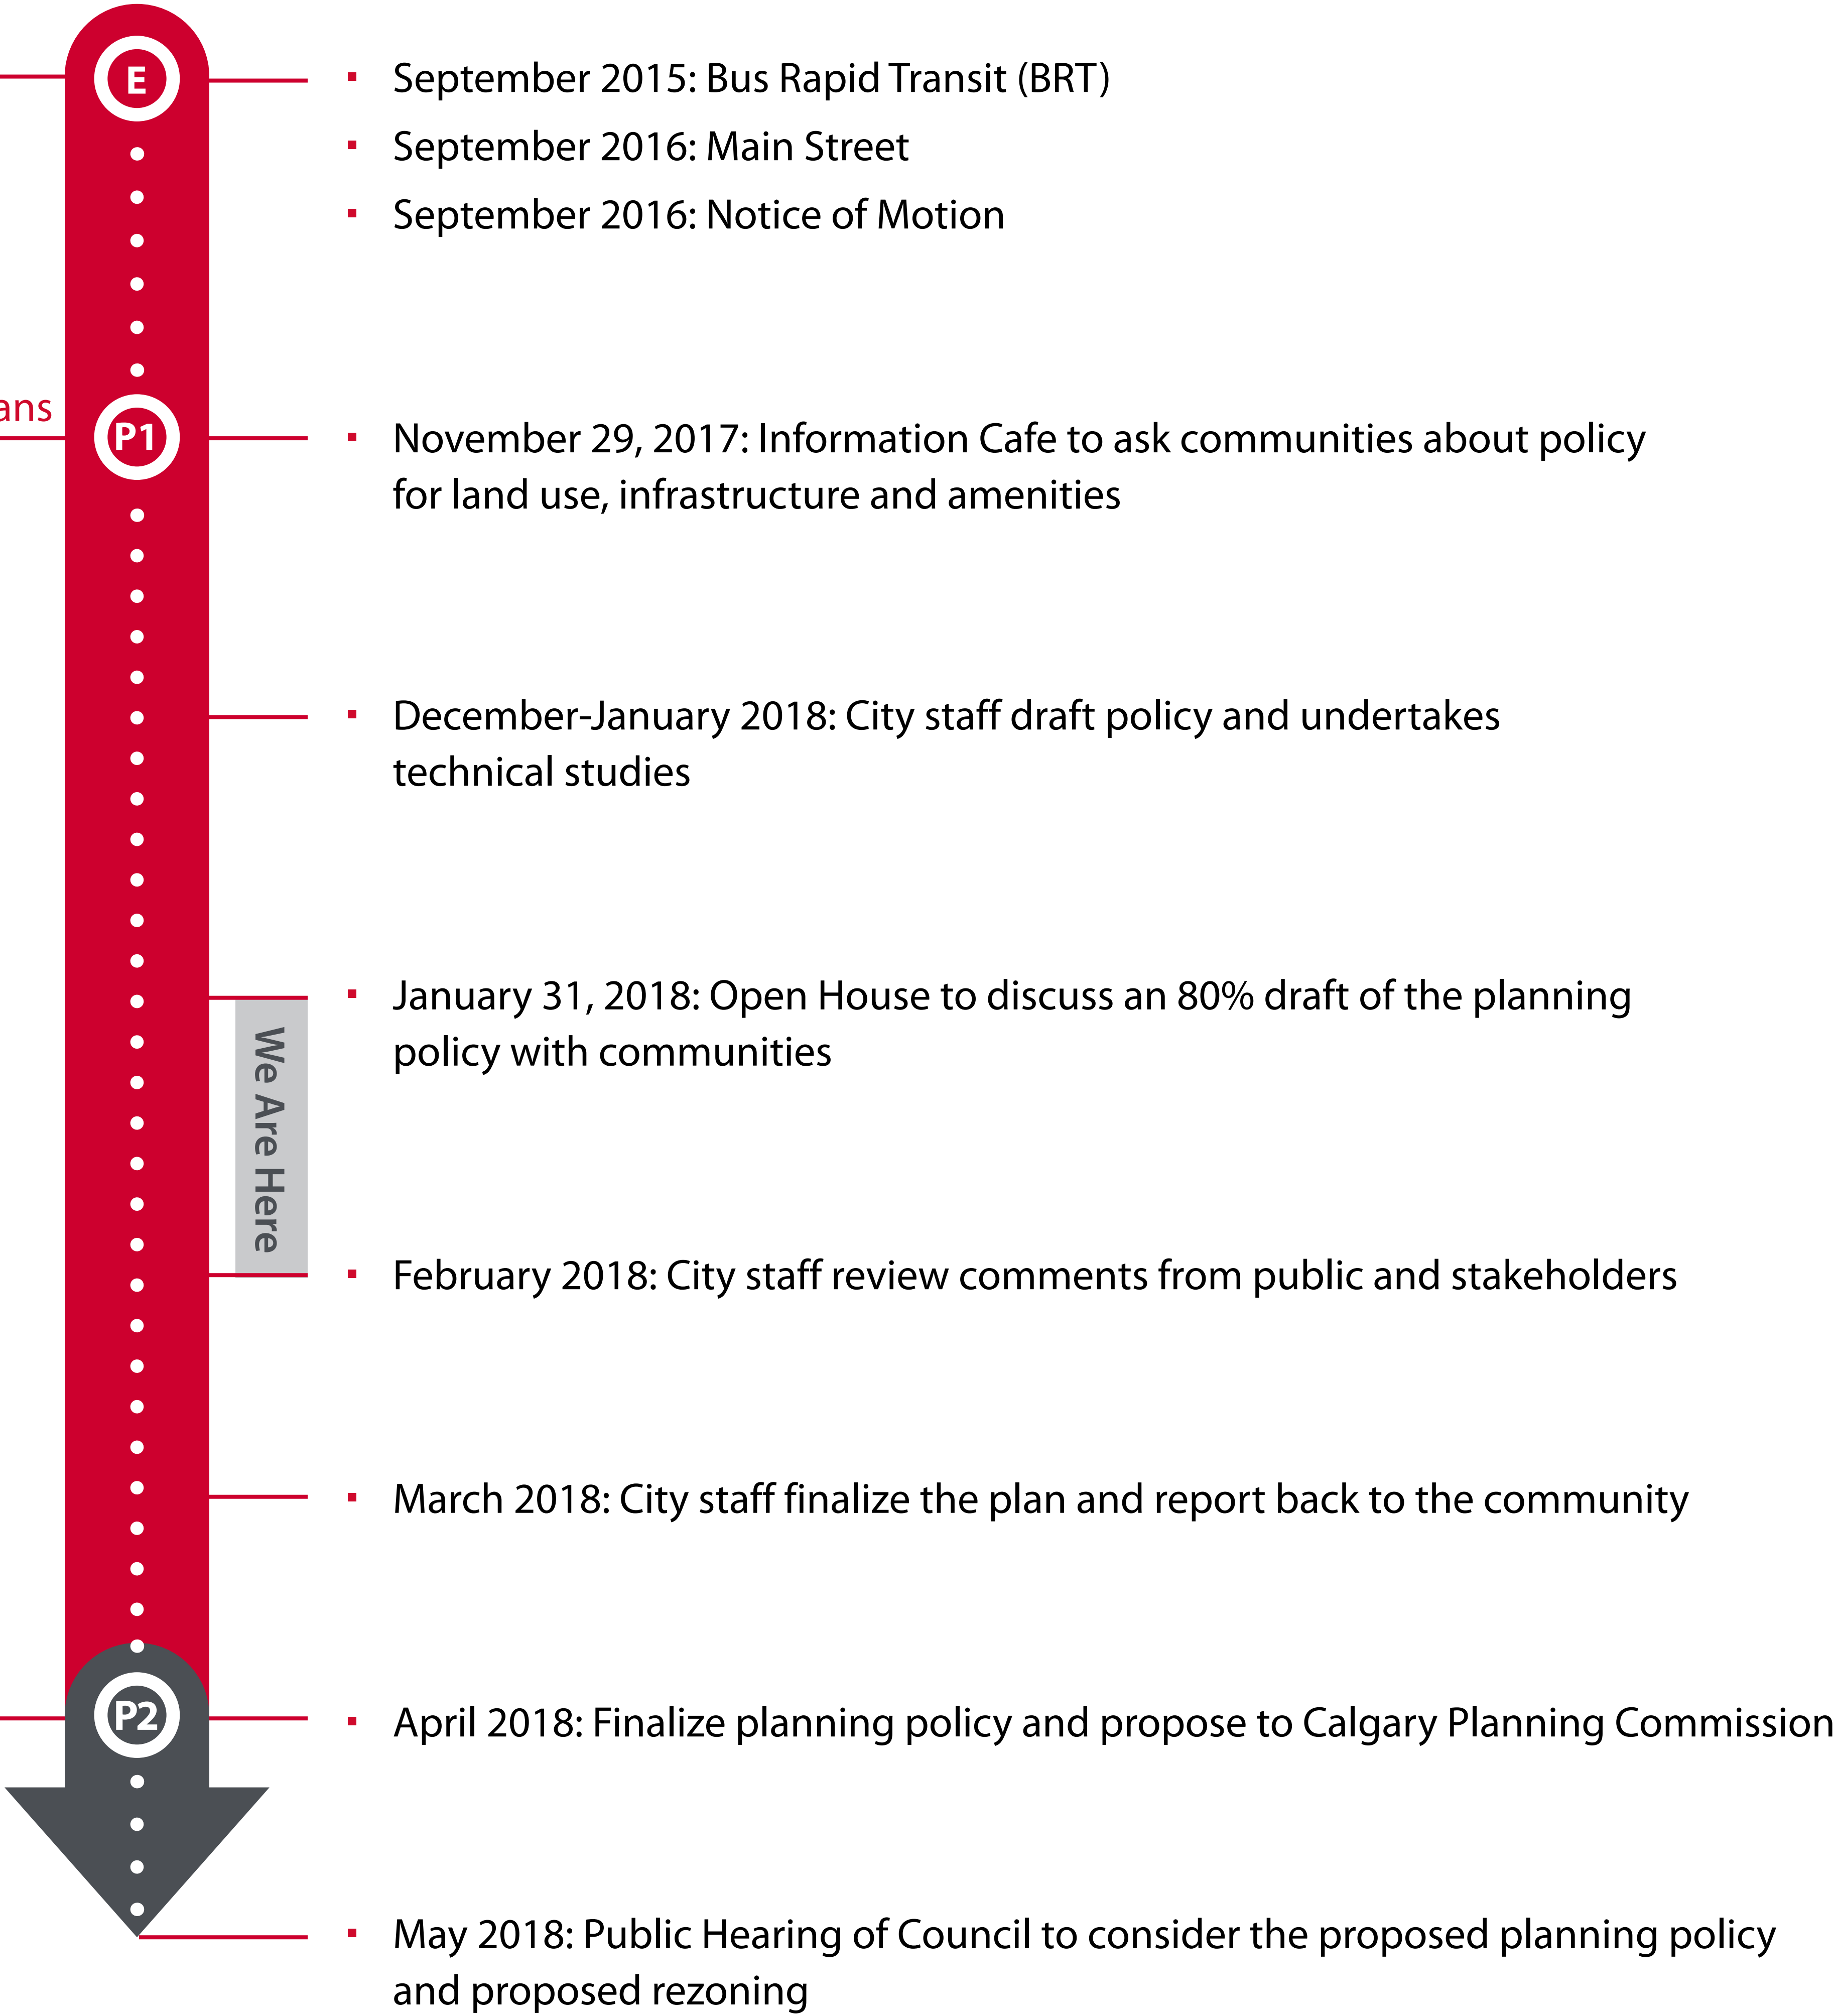 E
▪ September 2015: Bus Rapid Transit (BRT)
▪ September 2016: Main Street
▪ September 2016: Notice of Motion
ans
P1
▪ November 29, 2017: Information Cafe to ask communities about policy
for land use, infrastructure and amenities
▪ December-January 2018: City staff draft policy and undertakes
technical studies
▪ January 31, 2018: Open House to discuss an 80% draft of the planning
policy with communities
We Are Here
▪ February 2018: City staff review comments from public and stakeholders
▪ March 2018: City staff finalize the plan and report back to the community
P2
▪ April 2018: Finalize planning policy and propose to Calgary Planning Commission
▪ May 2018: Public Hearing of Council to consider the proposed planning policy
and proposed rezoning